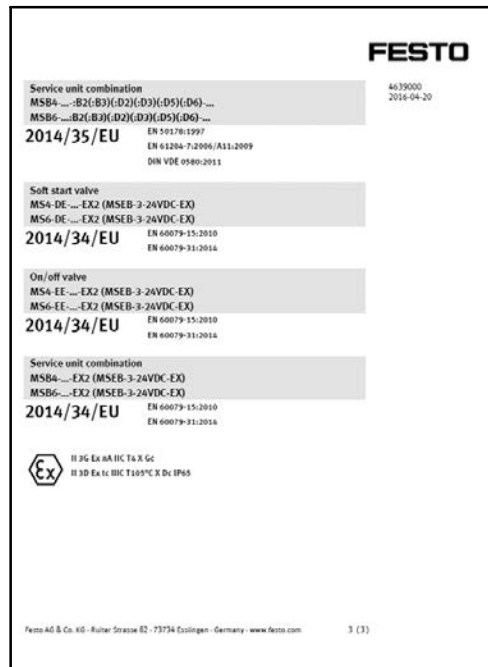 FESTO
4639000
2016-04-20
Service unit combination
MSB4-...-:B2(:B3)(:D2)(:D3)(:D5)(:D6)-...
MSB6-...:B2(:B3)(:D2)(:D3)(:D5)(:D6)-...
2014/35/EU
EN 50178:1997
EN 61204-7:2006/A11:2009
DIN VDE 0580:2011
Soft start valve
MS4-DE-...-EX2 (MSEB-3-24VDC-EX)
MS6-DE-...-EX2 (MSEB-3-24VDC-EX)
2014/34/EU
EN 60079-15:2010
EN 60079-31:2014
On/off valve
MS4-EE-...-EX2 (MSEB-3-24VDC-EX)
MS6-EE-...-EX2 (MSEB-3-24VDC-EX)
2014/34/EU
EN 60079-15:2010
EN 60079-31:2014
Service unit combination
MSB4-...-EX2 (MSEB-3-24VDC-EX)
MSB6-...-EX2 (MSEB-3-24VDC-EX)
2014/34/EU
EN 60079-15:2010
EN 60079-31:2014
Ex
II 3G Ex nA IIC T4 X Gc
II 3D Ex tc IIIC T105°C X Dc IP65
Festo AG & Co. KG - Ruiter Strasse 82 - 73734 Esslingen - Germany - www.festo.com 3 (3)